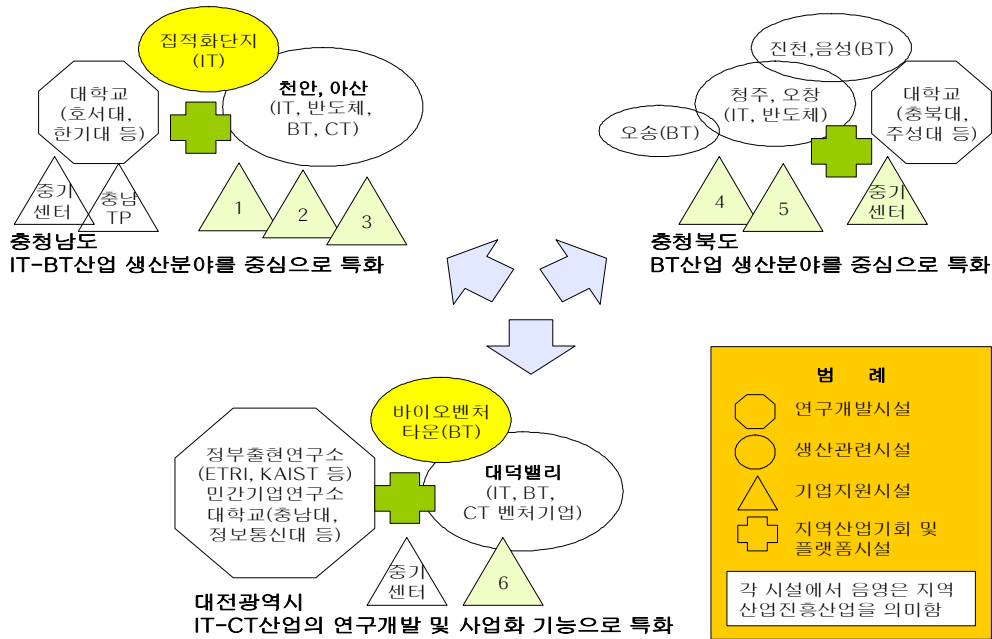 집적화단지
(IT)
대학교
(호서대,
한기대 등)
천안, 아산
(IT, 반도체,
BT, CT)
중기
센터
충남
TP
1
2
3
충청남도
IT-BT산업 생산분야를 중심으로 특화
진천,음성(BT)
청주, 오창
(IT, 반도체)
오송(BT)
대학교
(충북대,
주성대 등)
4
5
중기
센터
충청북도
BT산업 생산분야를 중심으로 특화
바이오벤처
타운(BT)
정부출현연구소
(ETRI, KAIST 등)
민간기업연구소
대학교(충남대,
정보통신대 등)
대덕밸리
(IT, BT,
CT 벤처기업)
중기
센터
6
대전광역시
IT-CT산업의 연구개발 및 사업화 기능으로 특화
범 례
연구개발시설
생산관련시설
기업지원시설
지역산업기회 및
플랫폼시설
각 시설에서 음영은 지역
산업진흥산업을 의미함